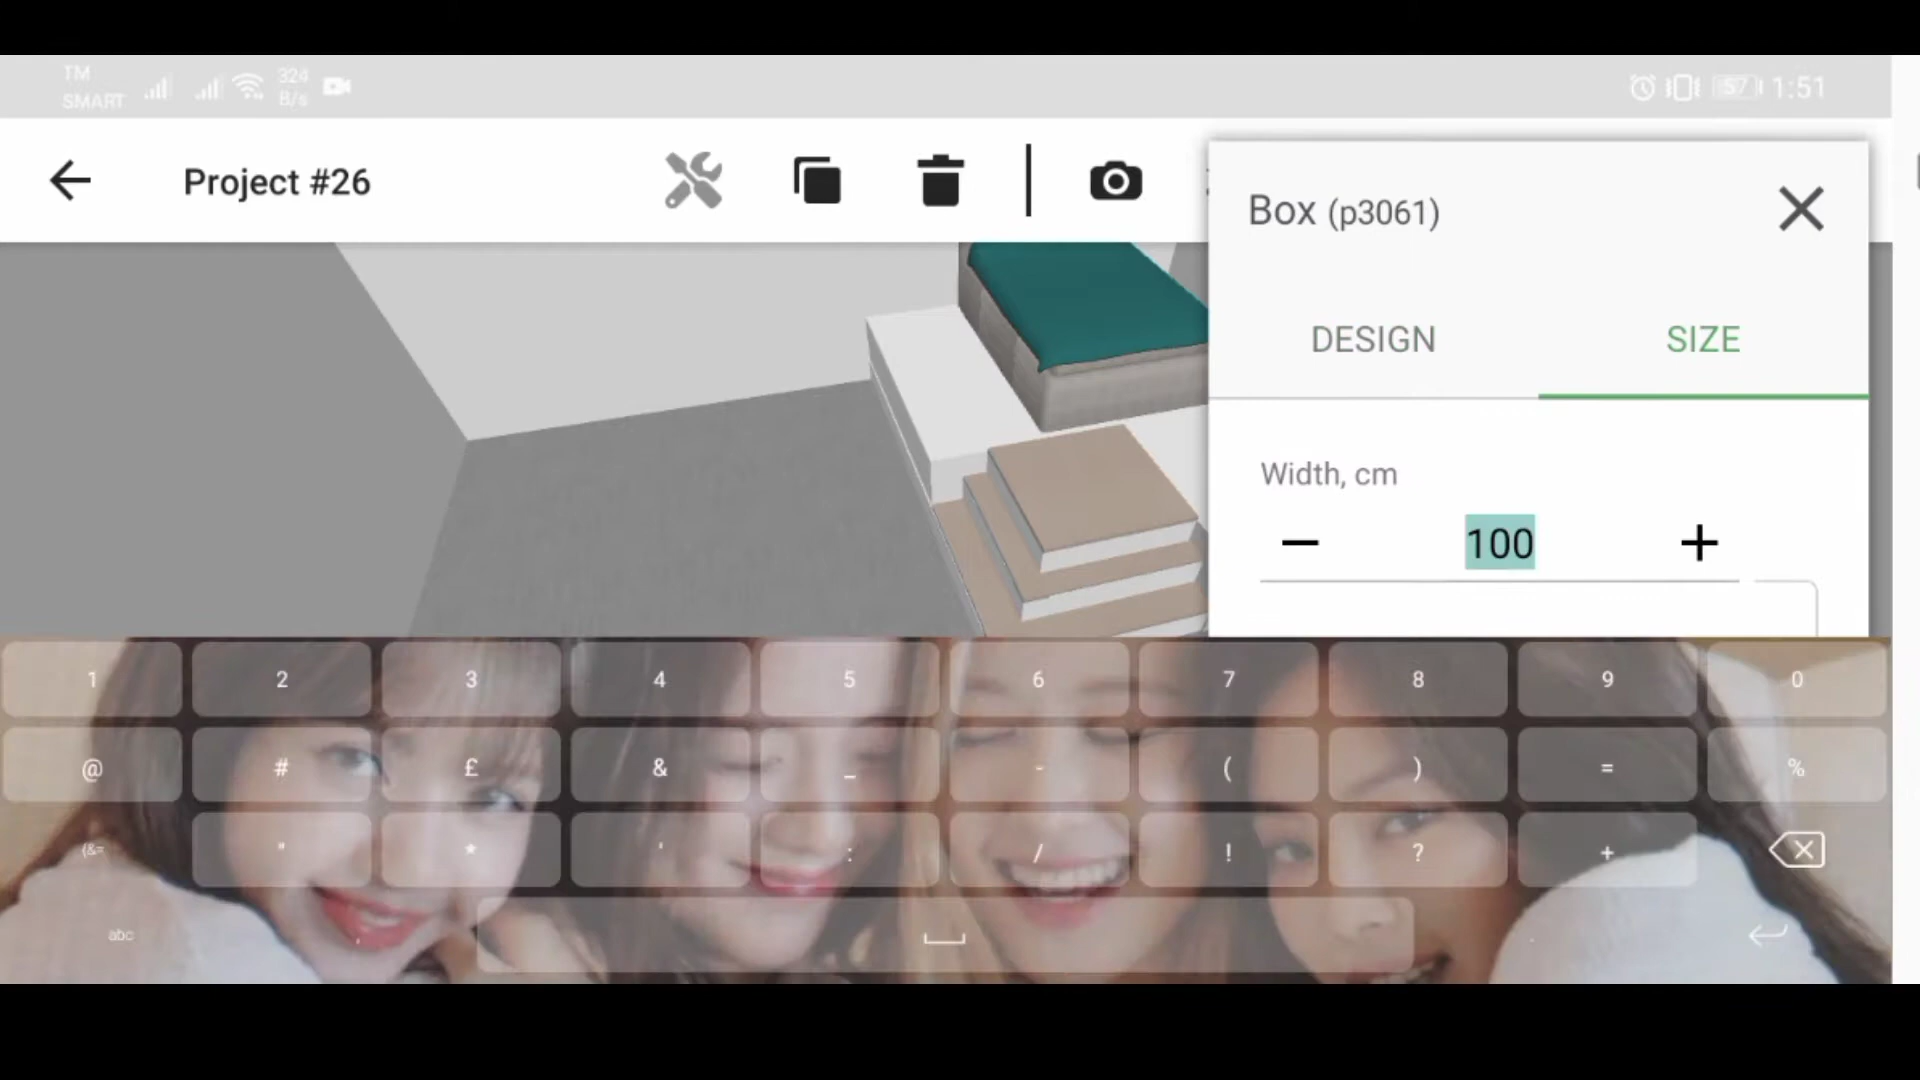 TM
SMART
324
B/s
57
1:51
Project #26
Box (p3061)
DESIGN
SIZE
Width, cm
− 100 +
1 2 3 4 5 6 7 8 9 0
@ # £ & _ - ( ) = %
{&= " * ' : / ! ? +
abc , .